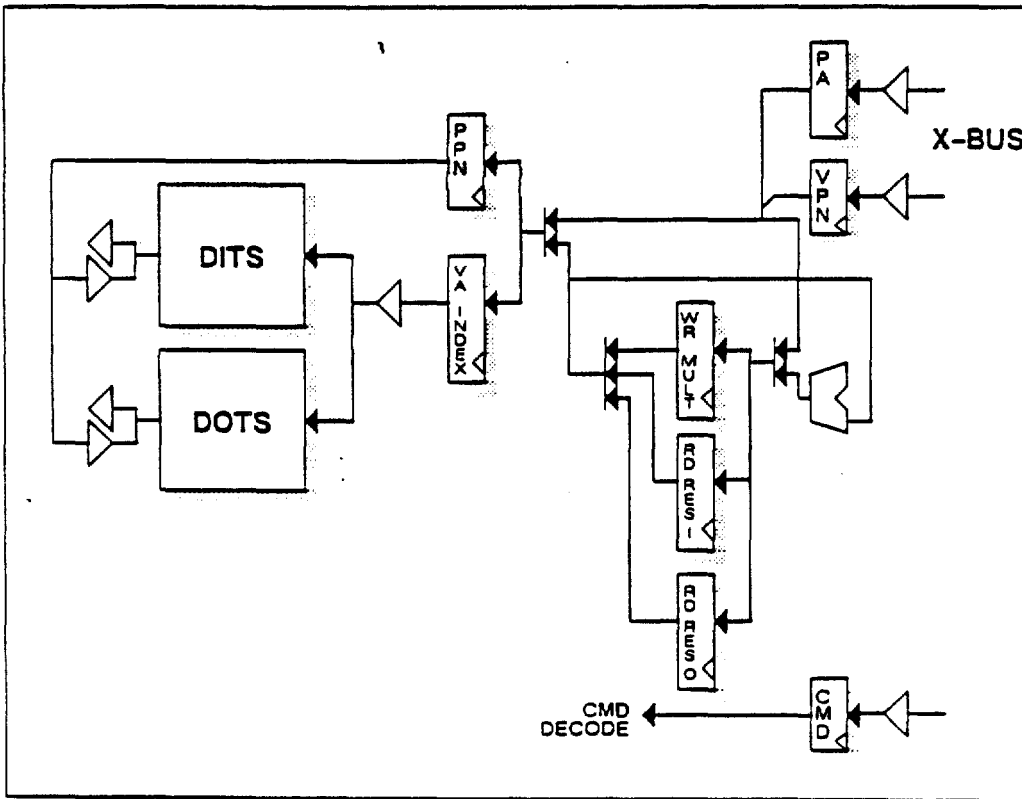 PA
X-BUS
PPN
VPN
DITS
VA INDEX
WR MULT
DOTS
RD RES I
RD RES O
CMD
CMD
DECODE